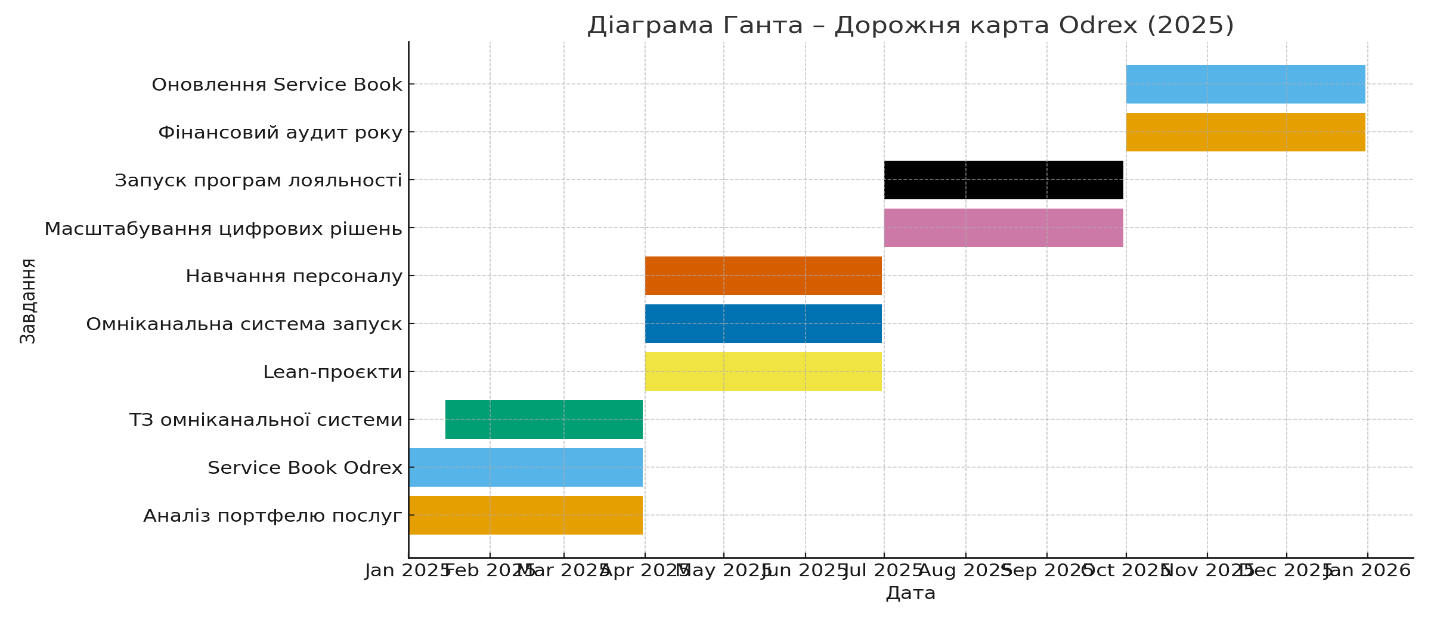 Діаграма Ганта – Дорожня карта Odrex (2025)
Оновлення Service Book
Фінансовий аудит року
Запуск програм лояльності
Масштабування цифрових рішень
Навчання персоналу
Омніканальна система запуск
Lean-проєкти
ТЗ омніканальної системи
Service Book Odrex
Аналіз портфелю послуг
Завдання
Jan 2025 Feb 2025 Mar 2025 Apr 2025 May 2025 Jun 2025 Jul 2025 Aug 2025 Sep 2025 Oct 2025 Nov 2025 Dec 2025 Jan 2026
Дата